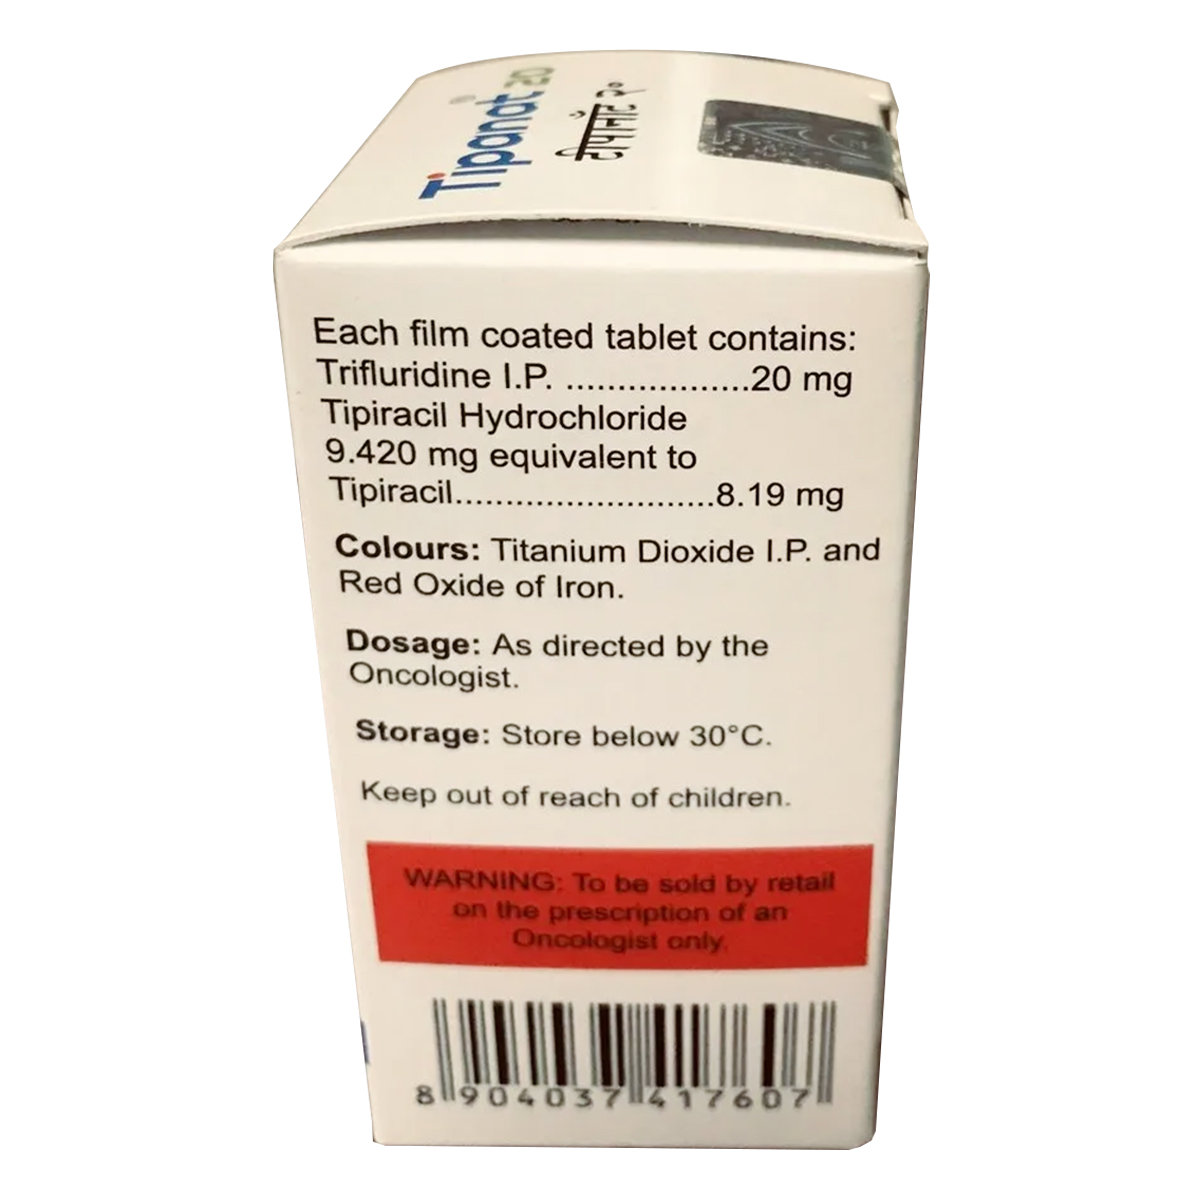 Tipanat® 20
टीपानॅट २०
Each film coated tablet contains:
Trifluridine I.P. ..................20 mg
Tipiracil Hydrochloride
9.420 mg equivalent to
Tipiracil..........................8.19 mg
Colours: Titanium Dioxide I.P. and
Red Oxide of Iron.
Dosage: As directed by the
Oncologist.
Storage: Store below 30°C.
Keep out of reach of children.
WARNING: To be sold by retail
on the prescription of an
Oncologist only.
8 904037 417607